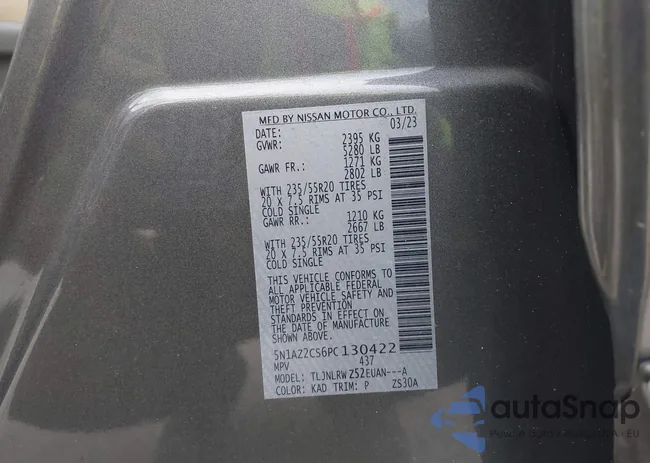 MFD BY NISSAN MOTOR CO., LTD.
DATE: 03/23
GVWR: 2395 KG
5280 LB
GAWR FR.: 1271 KG
2802 LB
WITH 235/55R20 TIRES
20 X 7.5 RIMS AT 35 PSI
COLD SINGLE
GAWR RR.: 1210 KG
2667 LB
WITH 235/55R20 TIRES
20 X 7.5 RIMS AT 35 PSI
COLD SINGLE
THIS VEHICLE CONFORMS TO
ALL APPLICABLE FEDERAL
MOTOR VEHICLE SAFETY AND
THEFT PREVENTION
STANDARDS IN EFFECT ON
THE DATE OF MANUFACTURE
SHOWN ABOVE.
5N1AZ2CS6PC130422
MPV 437
MODEL: TLJNLRW Z52EUAN---A
COLOR: KAD TRIM: P ZS30A
autoSnap